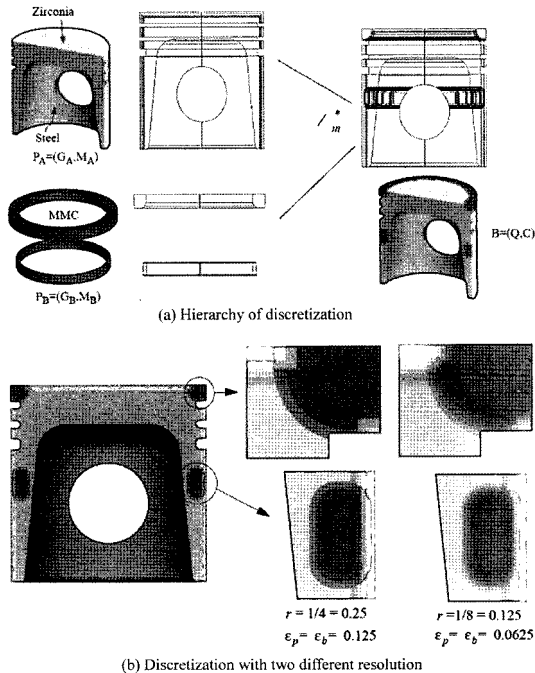 Zirconia
Steel
P_A=(G_A,M_A)
/ *m
MMC
B=(Q,C)
P_B=(G_B,M_B)
(a) Hierarchy of discretization
r = 1/4 = 0.25
r =1/8 = 0.125
ε_p= ε_b= 0.125
ε_p= ε_b= 0.0625
(b) Discretization with two different resolution